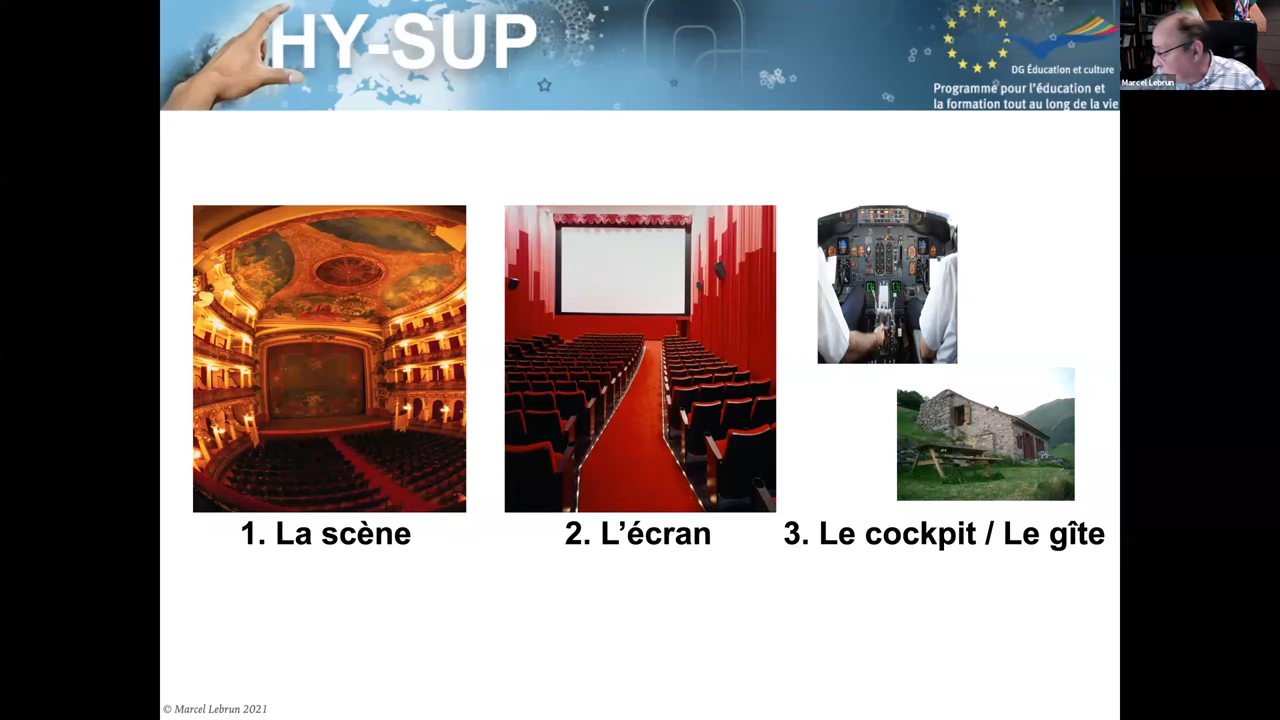 HY-SUP
DG Éducation et culture
Programme pour l'éducation et
la formation tout au long de la vie
Marcel Lebrun
1. La scène
2. L'écran
3. Le cockpit / Le gîte
© Marcel Lebrun 2021